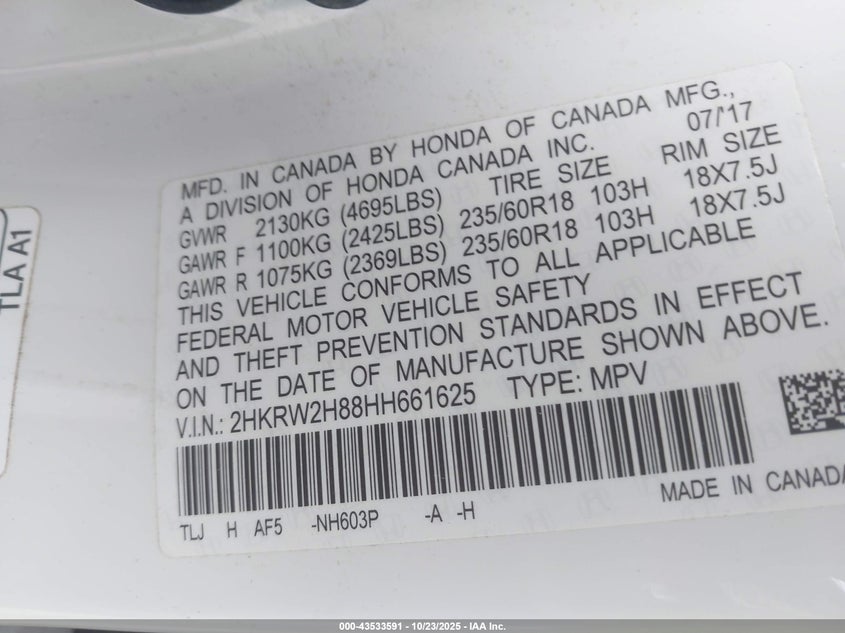 MFD. IN CANADA BY HONDA OF CANADA MFG.,
A DIVISION OF HONDA CANADA INC. 07/'17
GVWR 2130KG (4695LBS) TIRE SIZE RIM SIZE
GAWR F 1100KG (2425LBS) 235/60R18 103H 18X7.5J
GAWR R 1075KG (2369LBS) 235/60R18 103H 18X7.5J
THIS VEHICLE CONFORMS TO ALL APPLICABLE
FEDERAL MOTOR VEHICLE SAFETY
AND THEFT PREVENTION STANDARDS IN EFFECT
ON THE DATE OF MANUFACTURE SHOWN ABOVE.
V.I.N.: 2HKRW2H88HH661625 TYPE: MPV
TLJ H AF5 -NH603P -A -H MADE IN CANADA
TLA A1
000-43533591 - 10/23/2025 - IAA Inc.